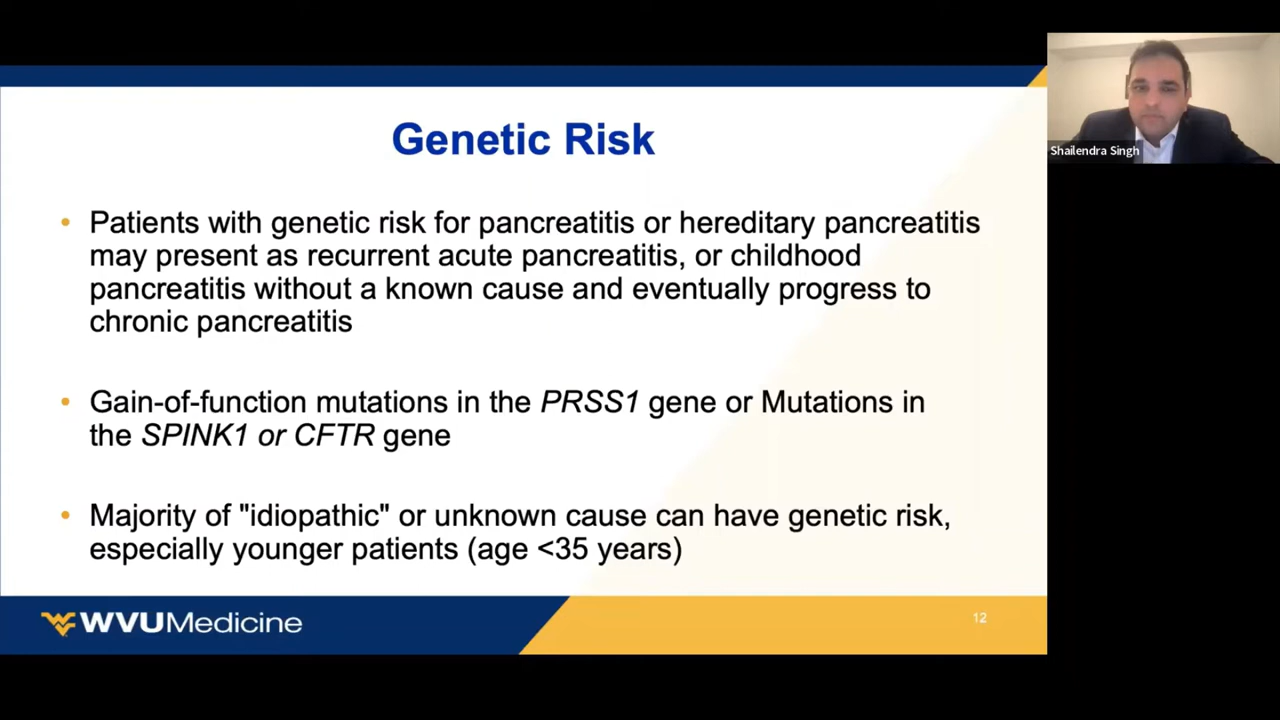 Genetic Risk
• Patients with genetic risk for pancreatitis or hereditary pancreatitis
may present as recurrent acute pancreatitis, or childhood
pancreatitis without a known cause and eventually progress to
chronic pancreatitis
• Gain-of-function mutations in the PRSS1 gene or Mutations in
the SPINK1 or CFTR gene
• Majority of "idiopathic" or unknown cause can have genetic risk,
especially younger patients (age <35 years)
WVUMedicine
12
Shailendra Singh